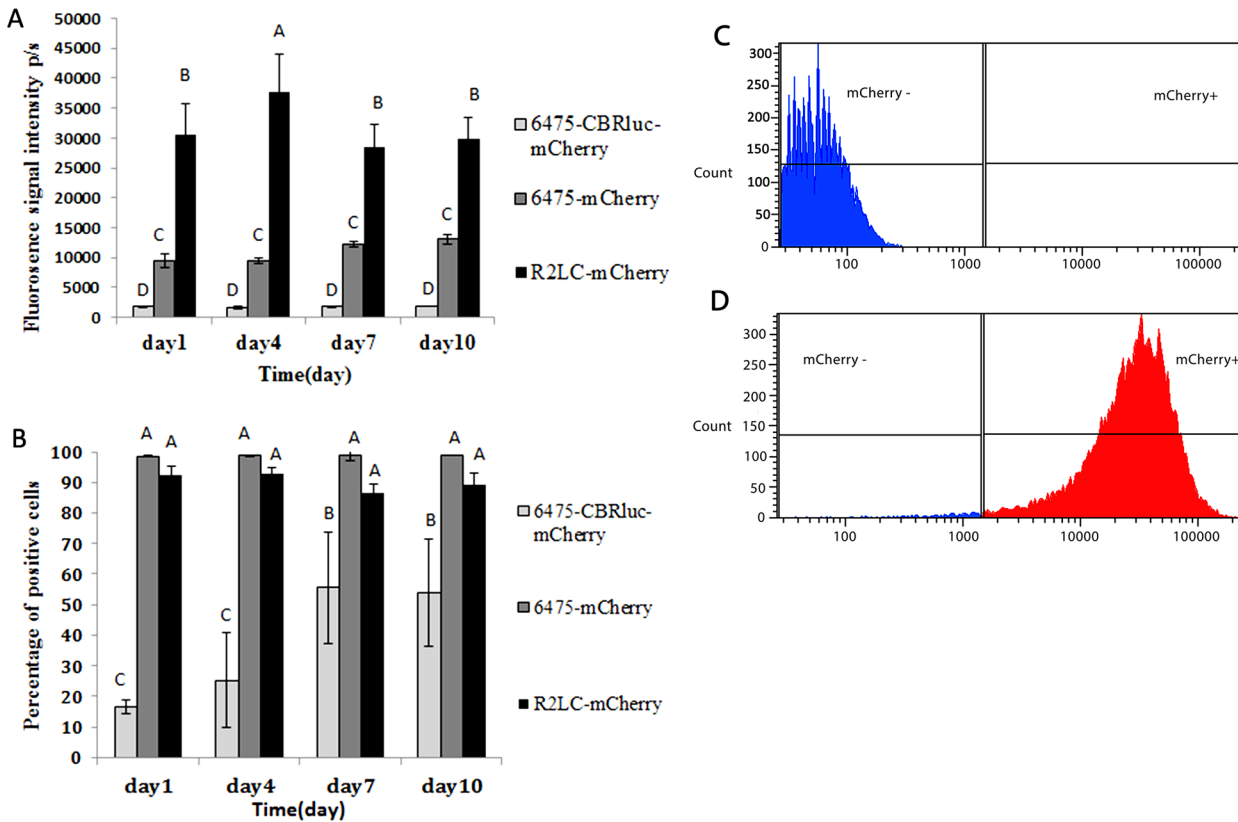 A
Fluorosence signal intensity p/s
50000
45000
40000
35000
30000
25000
20000
15000
10000
5000
0
D C B
D C A
D C B
D C B
day1 day4 day7 day10
Time(day)
6475-CBRluc-
mCherry
6475-mCherry
R2LC-mCherry
B
Percentage of positive cells
100
90
80
70
60
50
40
30
20
10
0
C A A
C A A
B A A
B A A
day1 day4 day7 day10
Time(day)
6475-CBRluc-
mCherry
6475-mCherry
R2LC-mCherry
C
Count
300
250
200
150
100
50
0
mCherry - mCherry+
100 1000 10000 100000
D
Count
300
250
200
150
100
50
0
mCherry - mCherry+
100 1000 10000 100000